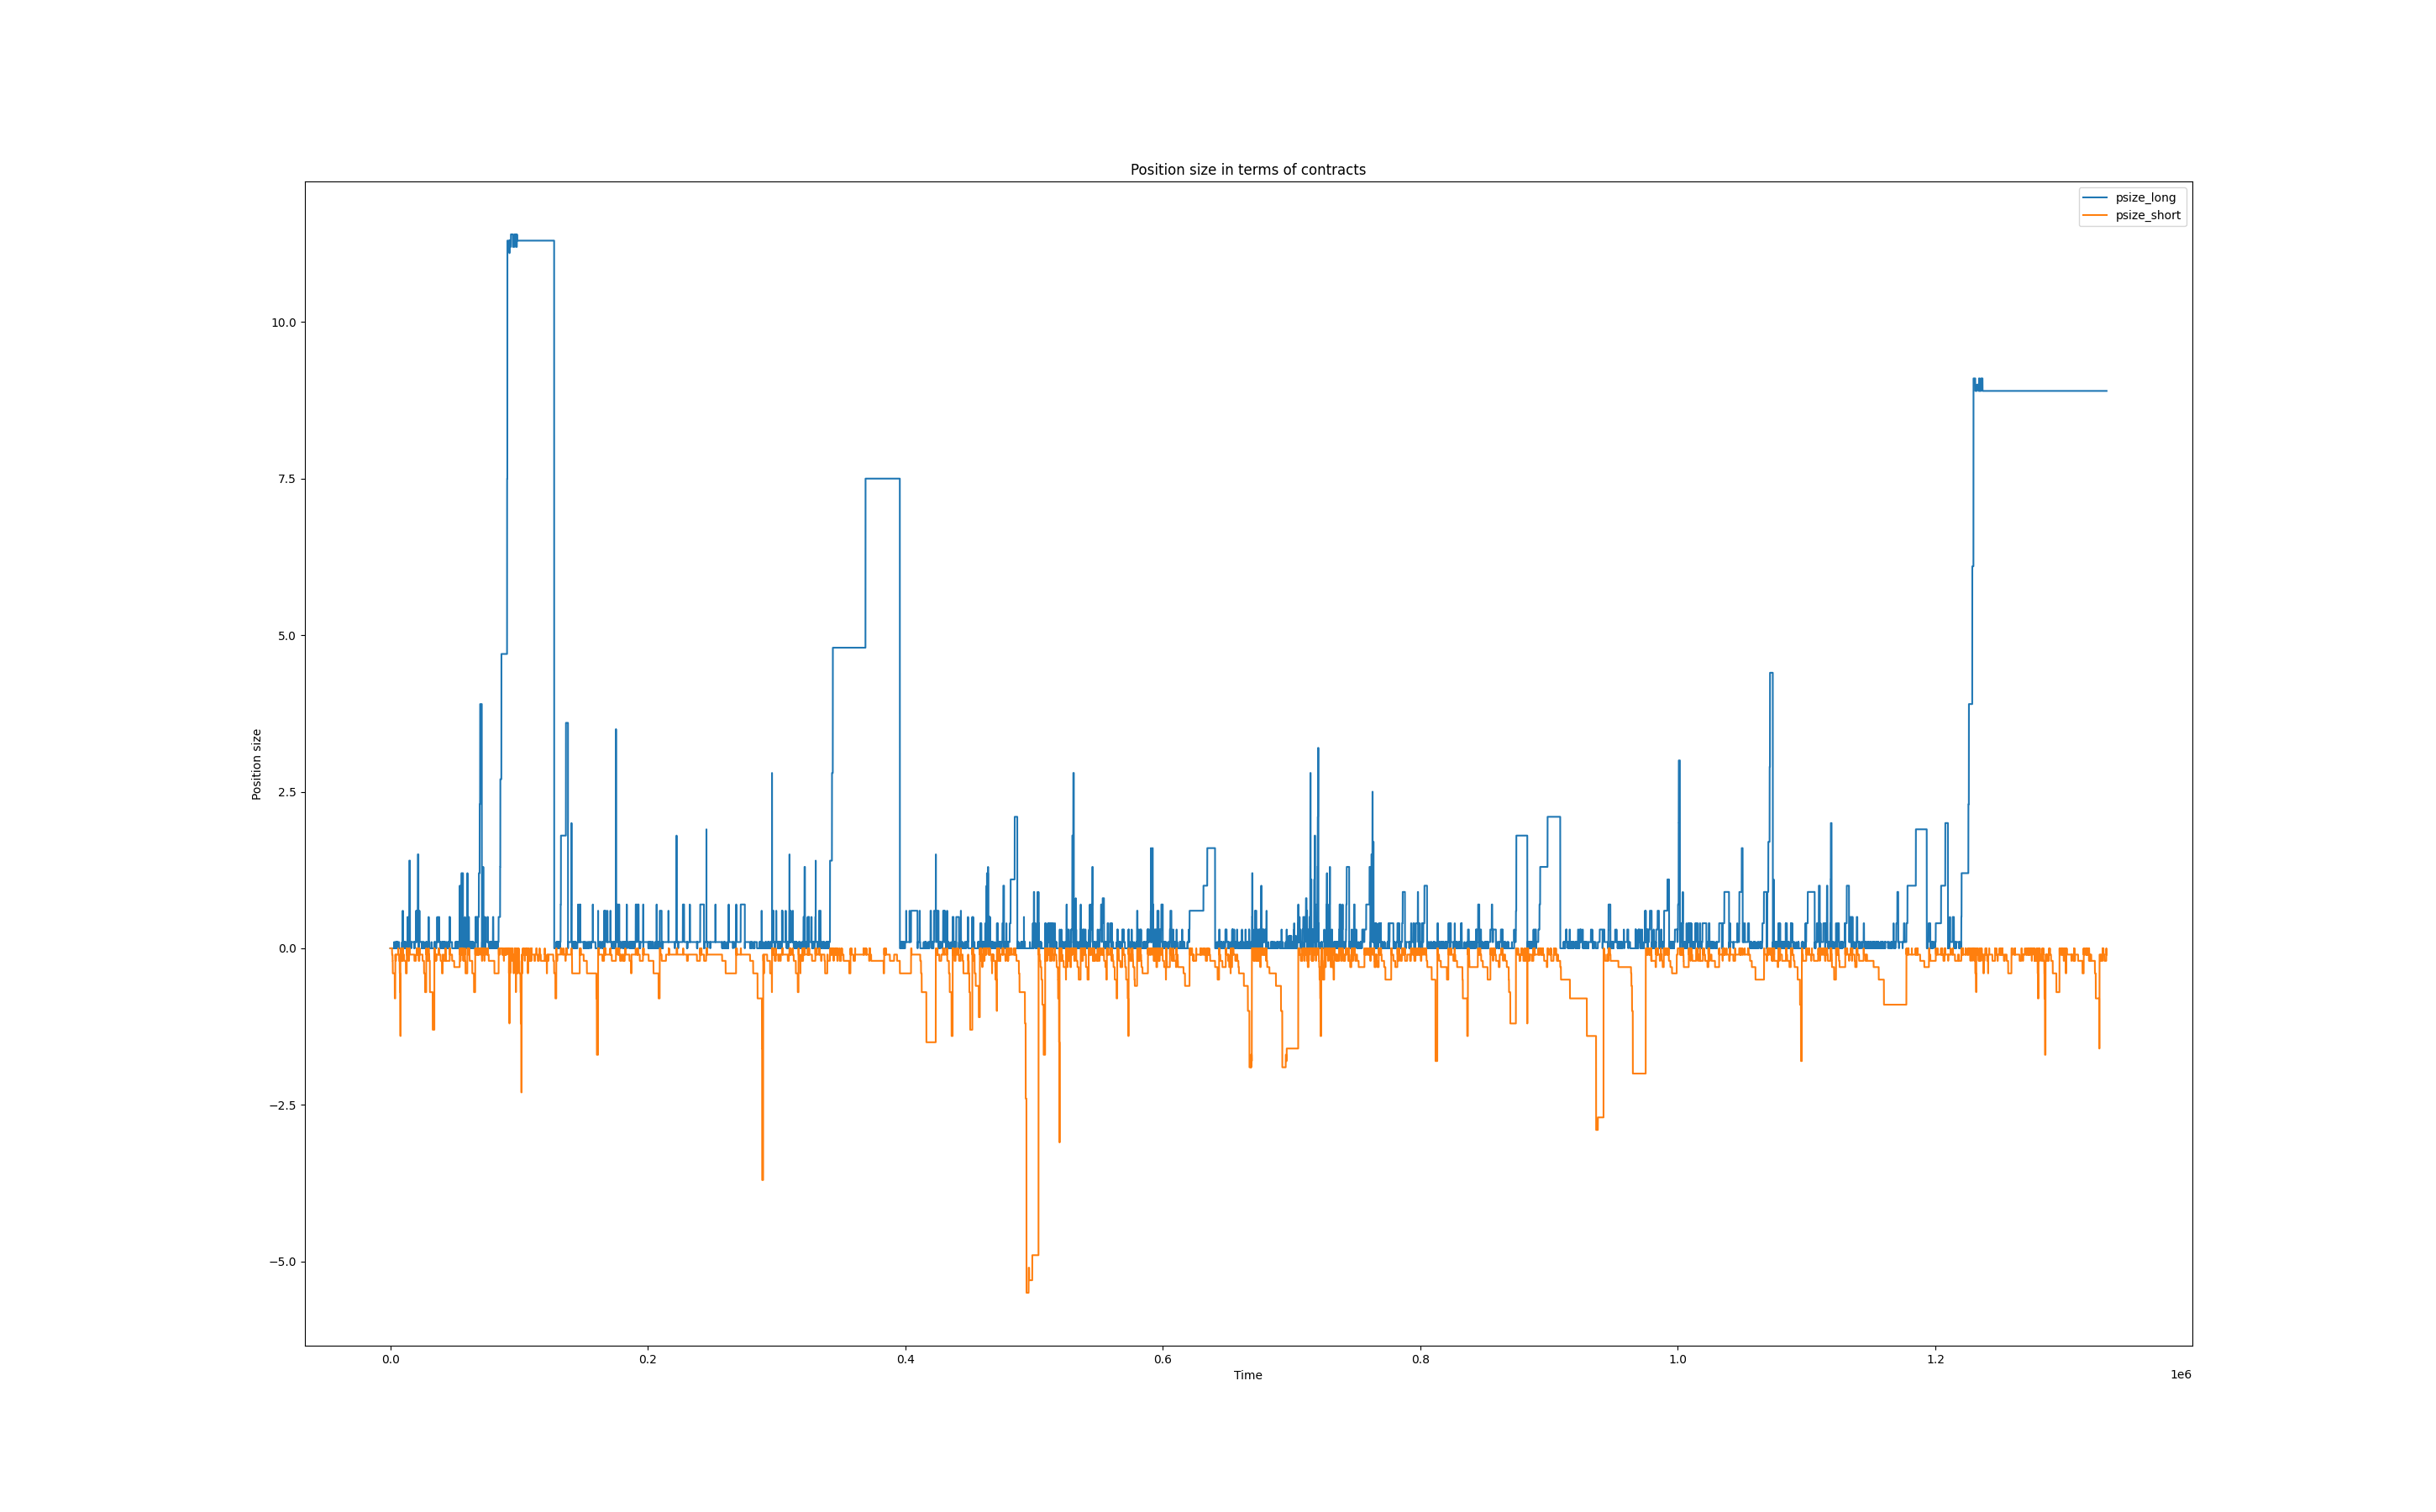 Position size in terms of contracts
psize_long
psize_short
Position size
10.0
7.5
5.0
2.5
0.0
−2.5
−5.0
0.0
0.2
0.4
0.6
0.8
1.0
1.2
1e6
Time